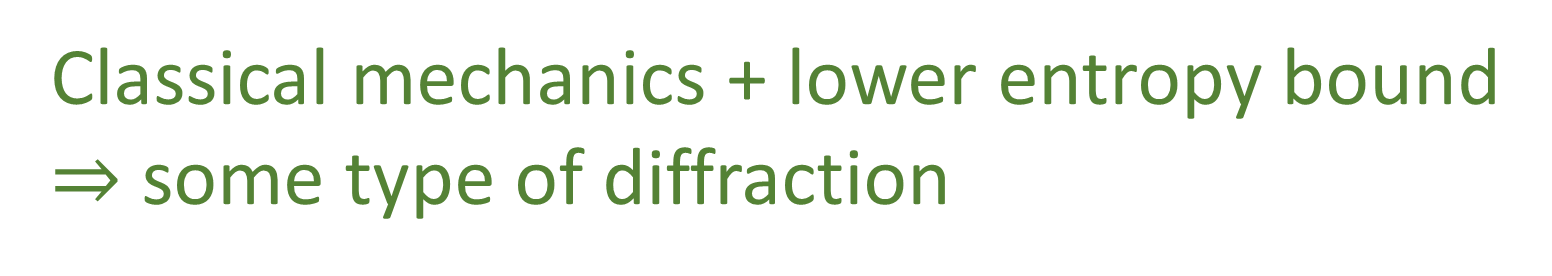 Classical mechanics + lower entropy bound
⇒ some type of diffraction